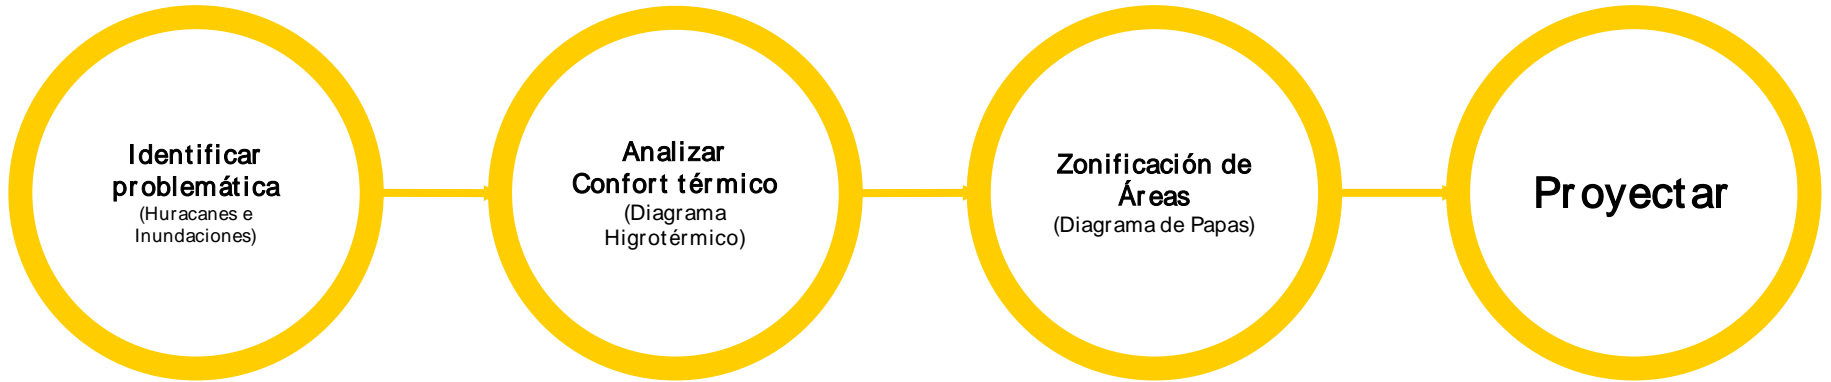 Identificar
problemática
(Huracanes e
Inundaciones)
Analizar
Confort térmico
(Diagrama
Higrotérmico)
Zonificación de
Áreas
(Diagrama de Papas)
Proyectar